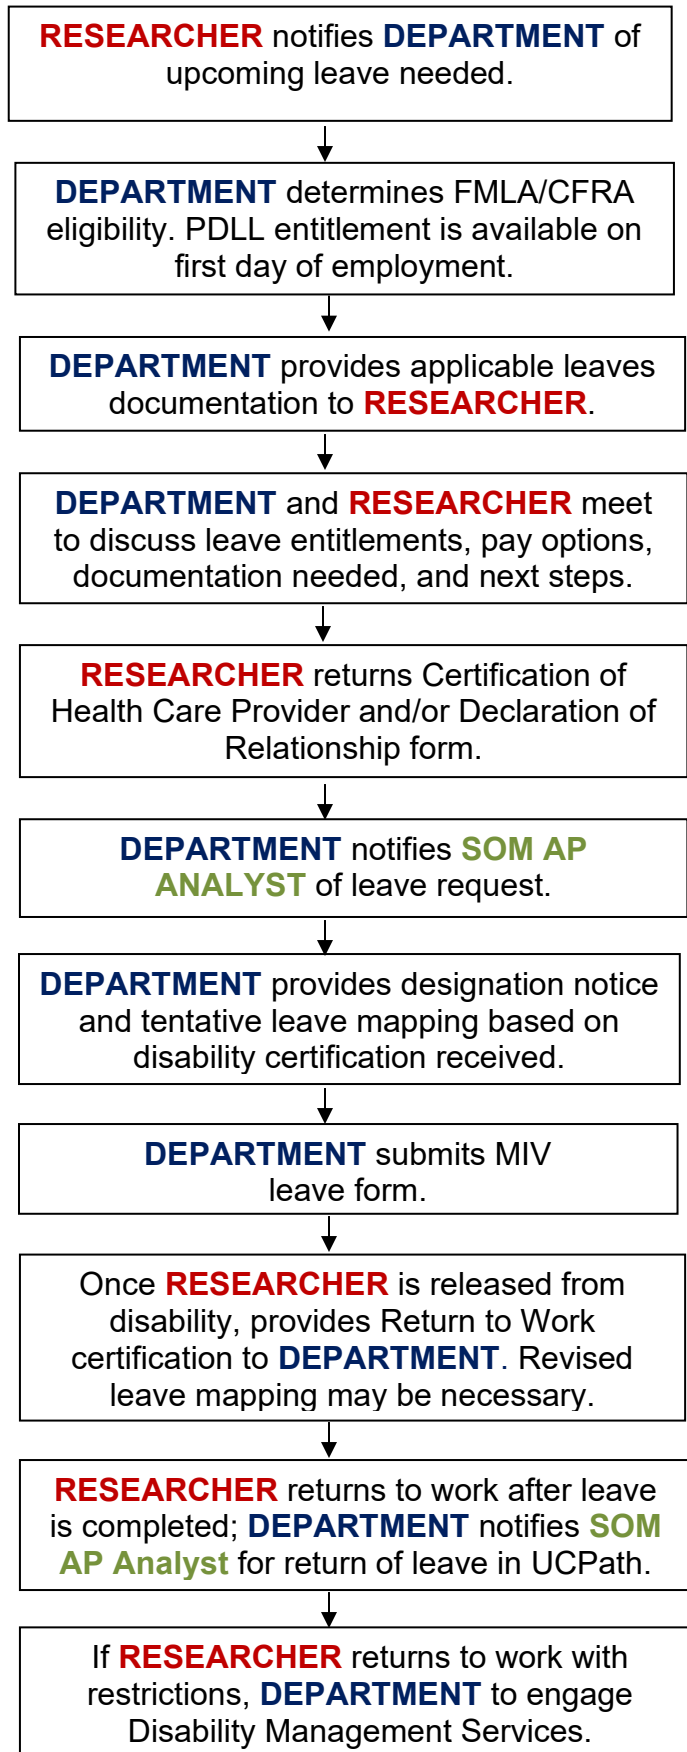 RESEARCHER notifies DEPARTMENT of
upcoming leave needed.
DEPARTMENT determines FMLA/CFRA
eligibility. PDLL entitlement is available on
first day of employment.
DEPARTMENT provides applicable leaves
documentation to RESEARCHER.
DEPARTMENT and RESEARCHER meet
to discuss leave entitlements, pay options,
documentation needed, and next steps.
RESEARCHER returns Certification of
Health Care Provider and/or Declaration of
Relationship form.
DEPARTMENT notifies SOM AP
ANALYST of leave request.
DEPARTMENT provides designation notice
and tentative leave mapping based on
disability certification received.
DEPARTMENT submits MIV
leave form.
Once RESEARCHER is released from
disability, provides Return to Work
certification to DEPARTMENT. Revised
leave mapping may be necessary.
RESEARCHER returns to work after leave
is completed; DEPARTMENT notifies SOM
AP Analyst for return of leave in UCPath.
If RESEARCHER returns to work with
restrictions, DEPARTMENT to engage
Disability Management Services.